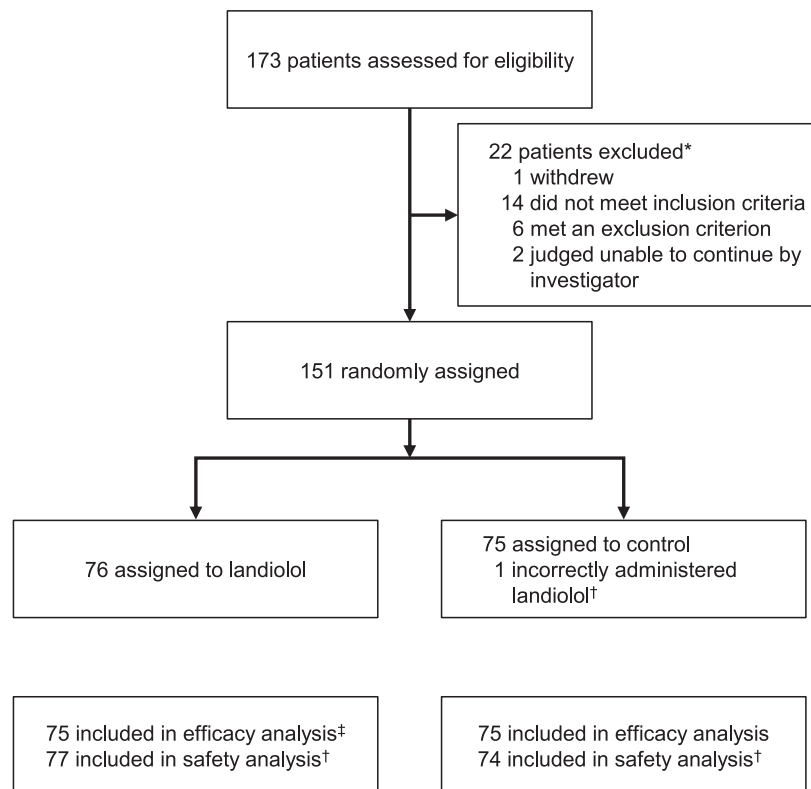 173 patients assessed for eligibility
22 patients excluded*
1 withdrew
14 did not meet inclusion criteria
6 met an exclusion criterion
2 judged unable to continue by
investigator
151 randomly assigned
76 assigned to landiolol
75 assigned to control
1 incorrectly administered
landiolol†
75 included in efficacy analysis‡
77 included in safety analysis†
75 included in efficacy analysis
74 included in safety analysis†